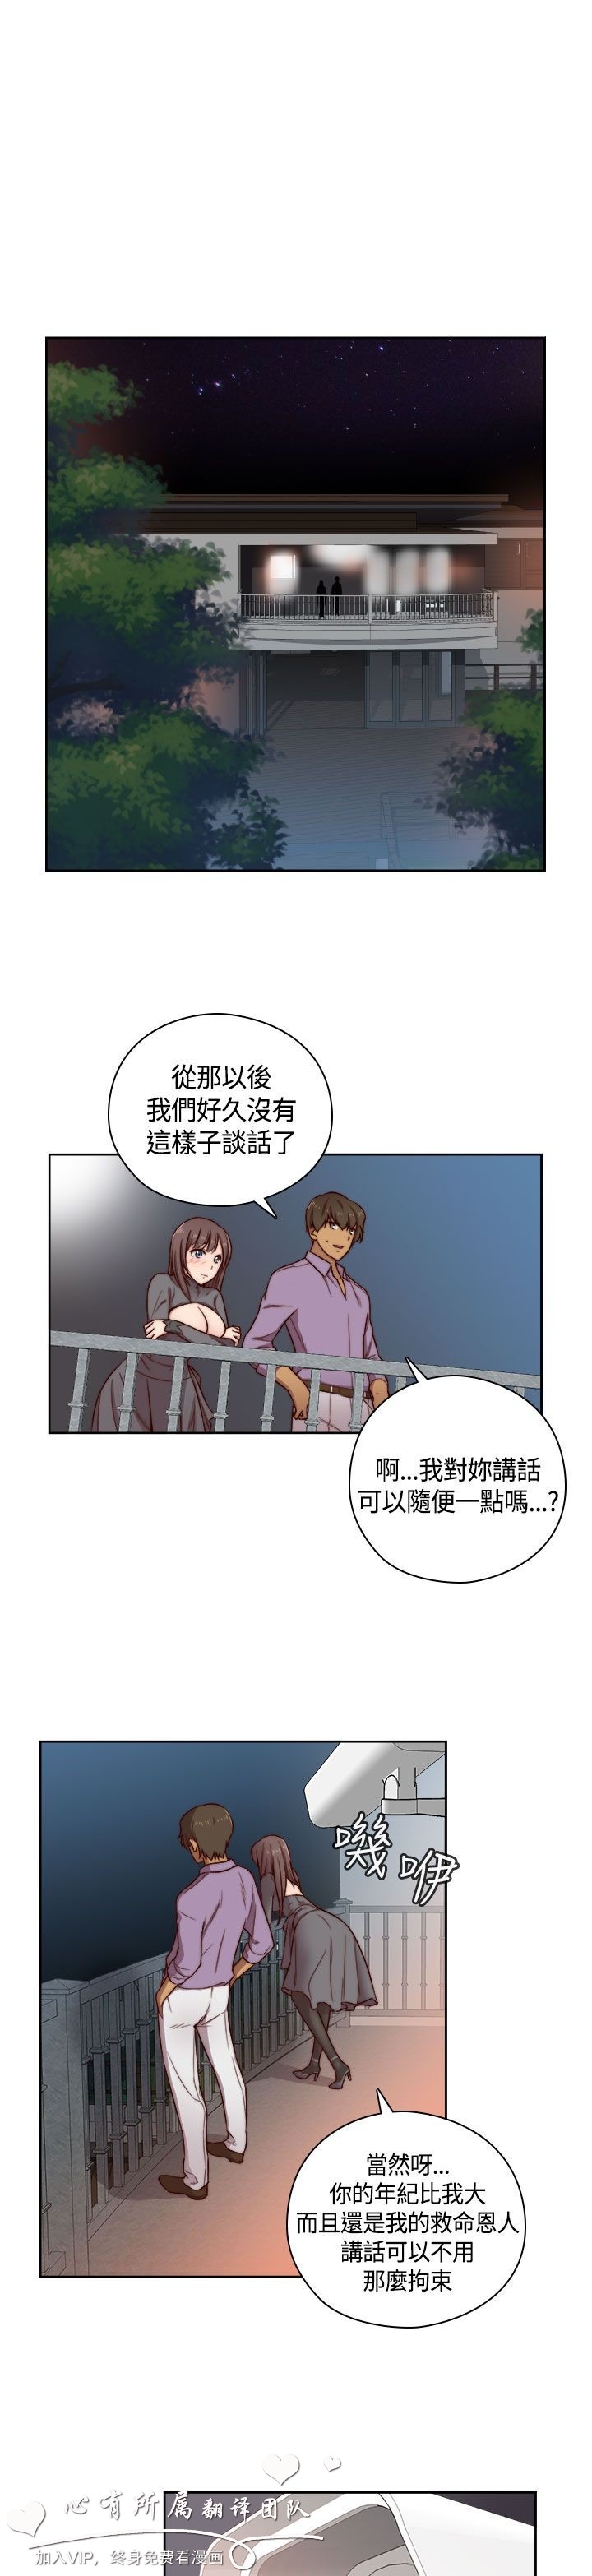 從那以後
我們好久沒有
這樣子談話了
啊...我對妳講話
可以隨便一點嗎...?
嘰咿
當然呀...
你的年紀比我大
而且還是我的救命恩人
講話可以不用
那麼拘束
心有所属翻译团队
加入VIP，终身免费看漫画